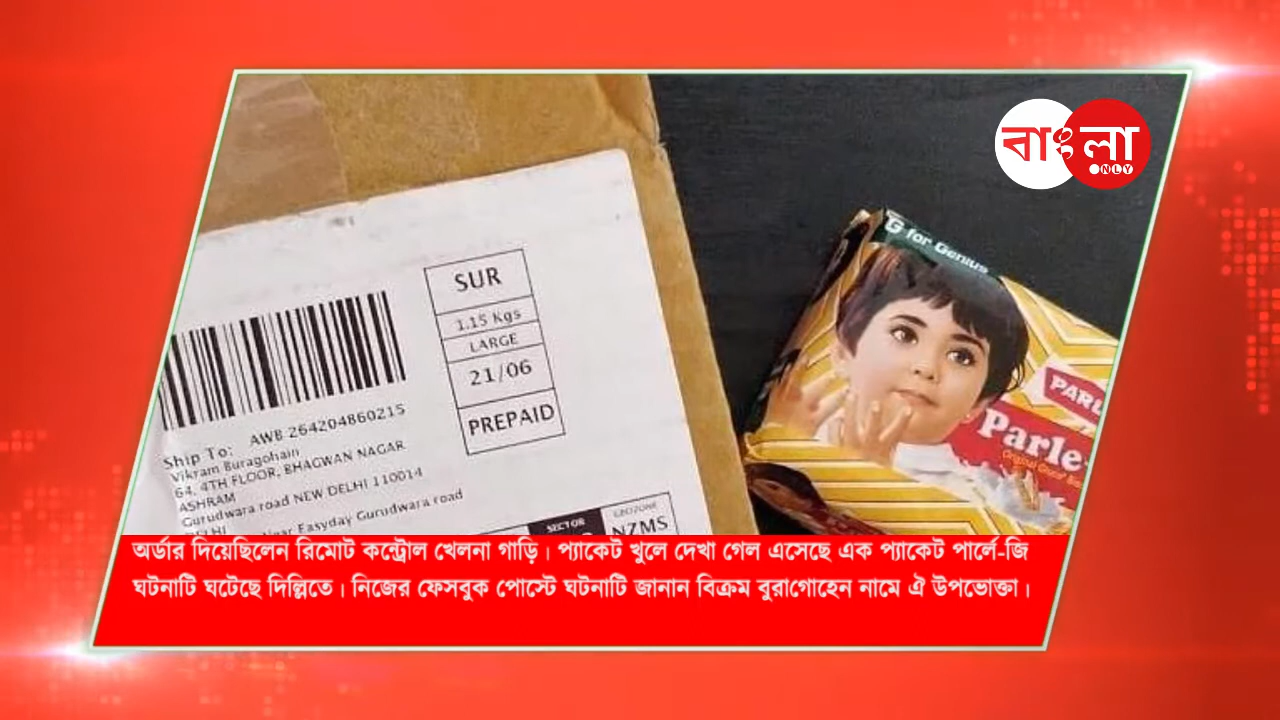 বাংলা
ONLY
G for Genius
SUR
1.15 Kgs
LARGE
21/06
PREPAID
AWB 264204860215
Ship To:
Vikram Buragohain
64, 4TH FLOOR, BHAGWAN NAGAR
ASHRAM
Gurudwara road NEW DELHI 110014
Easyday Gurudwara road
SECTOR
NZMS
PARL
Parle
অর্ডার দিয়েছিলেন রিমোট কন্ট্রোল খেলনা গাড়ি। প্যাকেট খুলে দেখা গেল এসেছে এক প্যাকেট পার্লে-জি
ঘটনাটি ঘটেছে দিল্লিতে। নিজের ফেসবুক পোস্টে ঘটনাটি জানান বিক্রম বুরাগোহেন নামে ঐ উপভোক্তা।